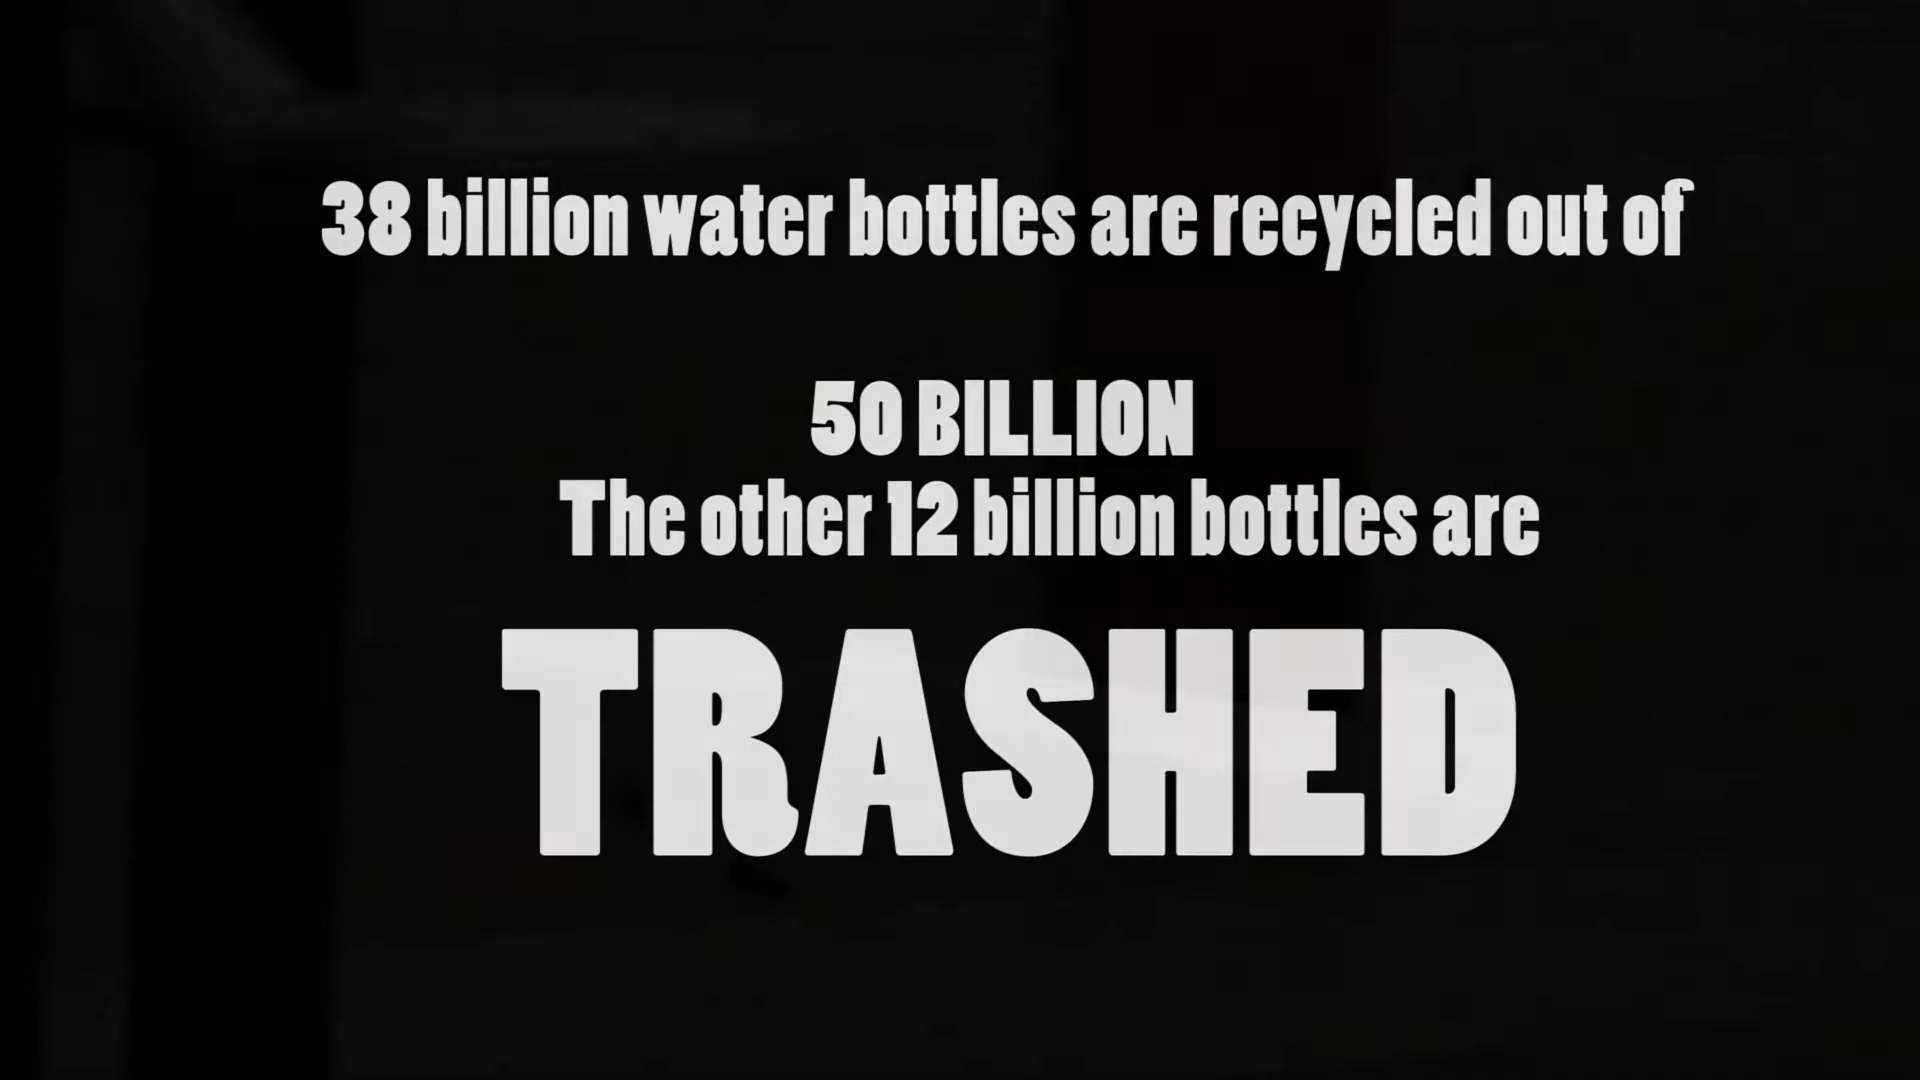 38 billion water bottles are recycled out of
50 BILLION
The other 12 billion bottles are
TRASHED